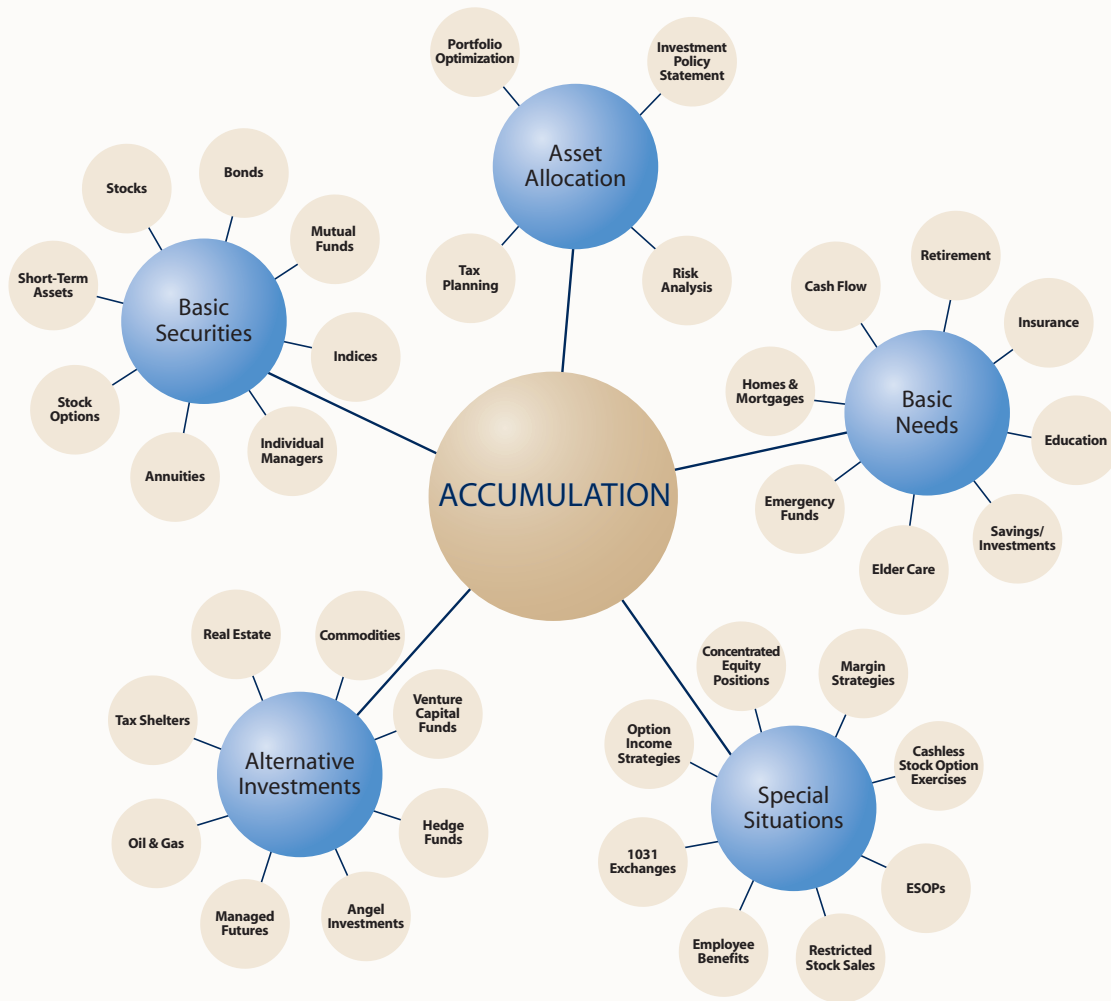 Portfolio
Optimization
Investment
Policy
Statement
Asset
Allocation
Tax
Planning
Risk
Analysis
Stocks
Bonds
Mutual
Funds
Short-Term
Assets
Basic
Securities
Indices
Stock
Options
Annuities
Individual
Managers
Cash Flow
Retirement
Insurance
Homes &
Mortgages
Basic
Needs
Education
Emergency
Funds
Elder Care
Savings/
Investments
ACCUMULATION
Real Estate
Commodities
Tax Shelters
Venture
Capital
Funds
Alternative
Investments
Oil & Gas
Hedge
Funds
Managed
Futures
Angel
Investments
Concentrated
Equity
Positions
Margin
Strategies
Option
Income
Strategies
Cashless
Stock Option
Exercises
Special
Situations
1031
Exchanges
ESOPs
Employee
Benefits
Restricted
Stock Sales